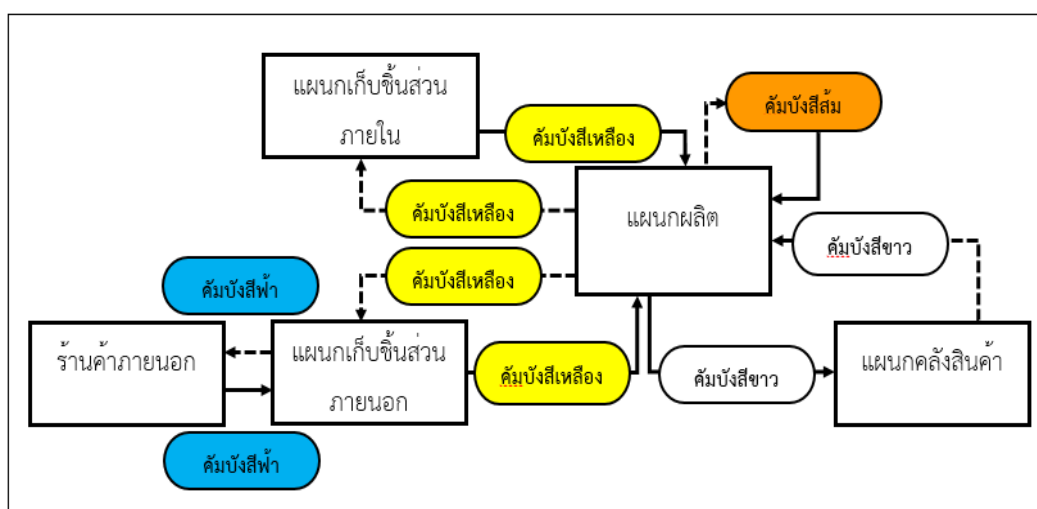 แผนกเก็บชิ้นส่วน
ภายใน
คัมบังสีเหลือง
คัมบังสีส้ม
คัมบังสีเหลือง
แผนกผลิต
คัมบังสีขาว
คัมบังสีเหลือง
คัมบังสีฟ้า
ร้านค้าภายนอก
แผนกเก็บชิ้นส่วน
ภายนอก
คัมบังสีเหลือง
คัมบังสีขาว
แผนกคลังสินค้า
คัมบังสีฟ้า